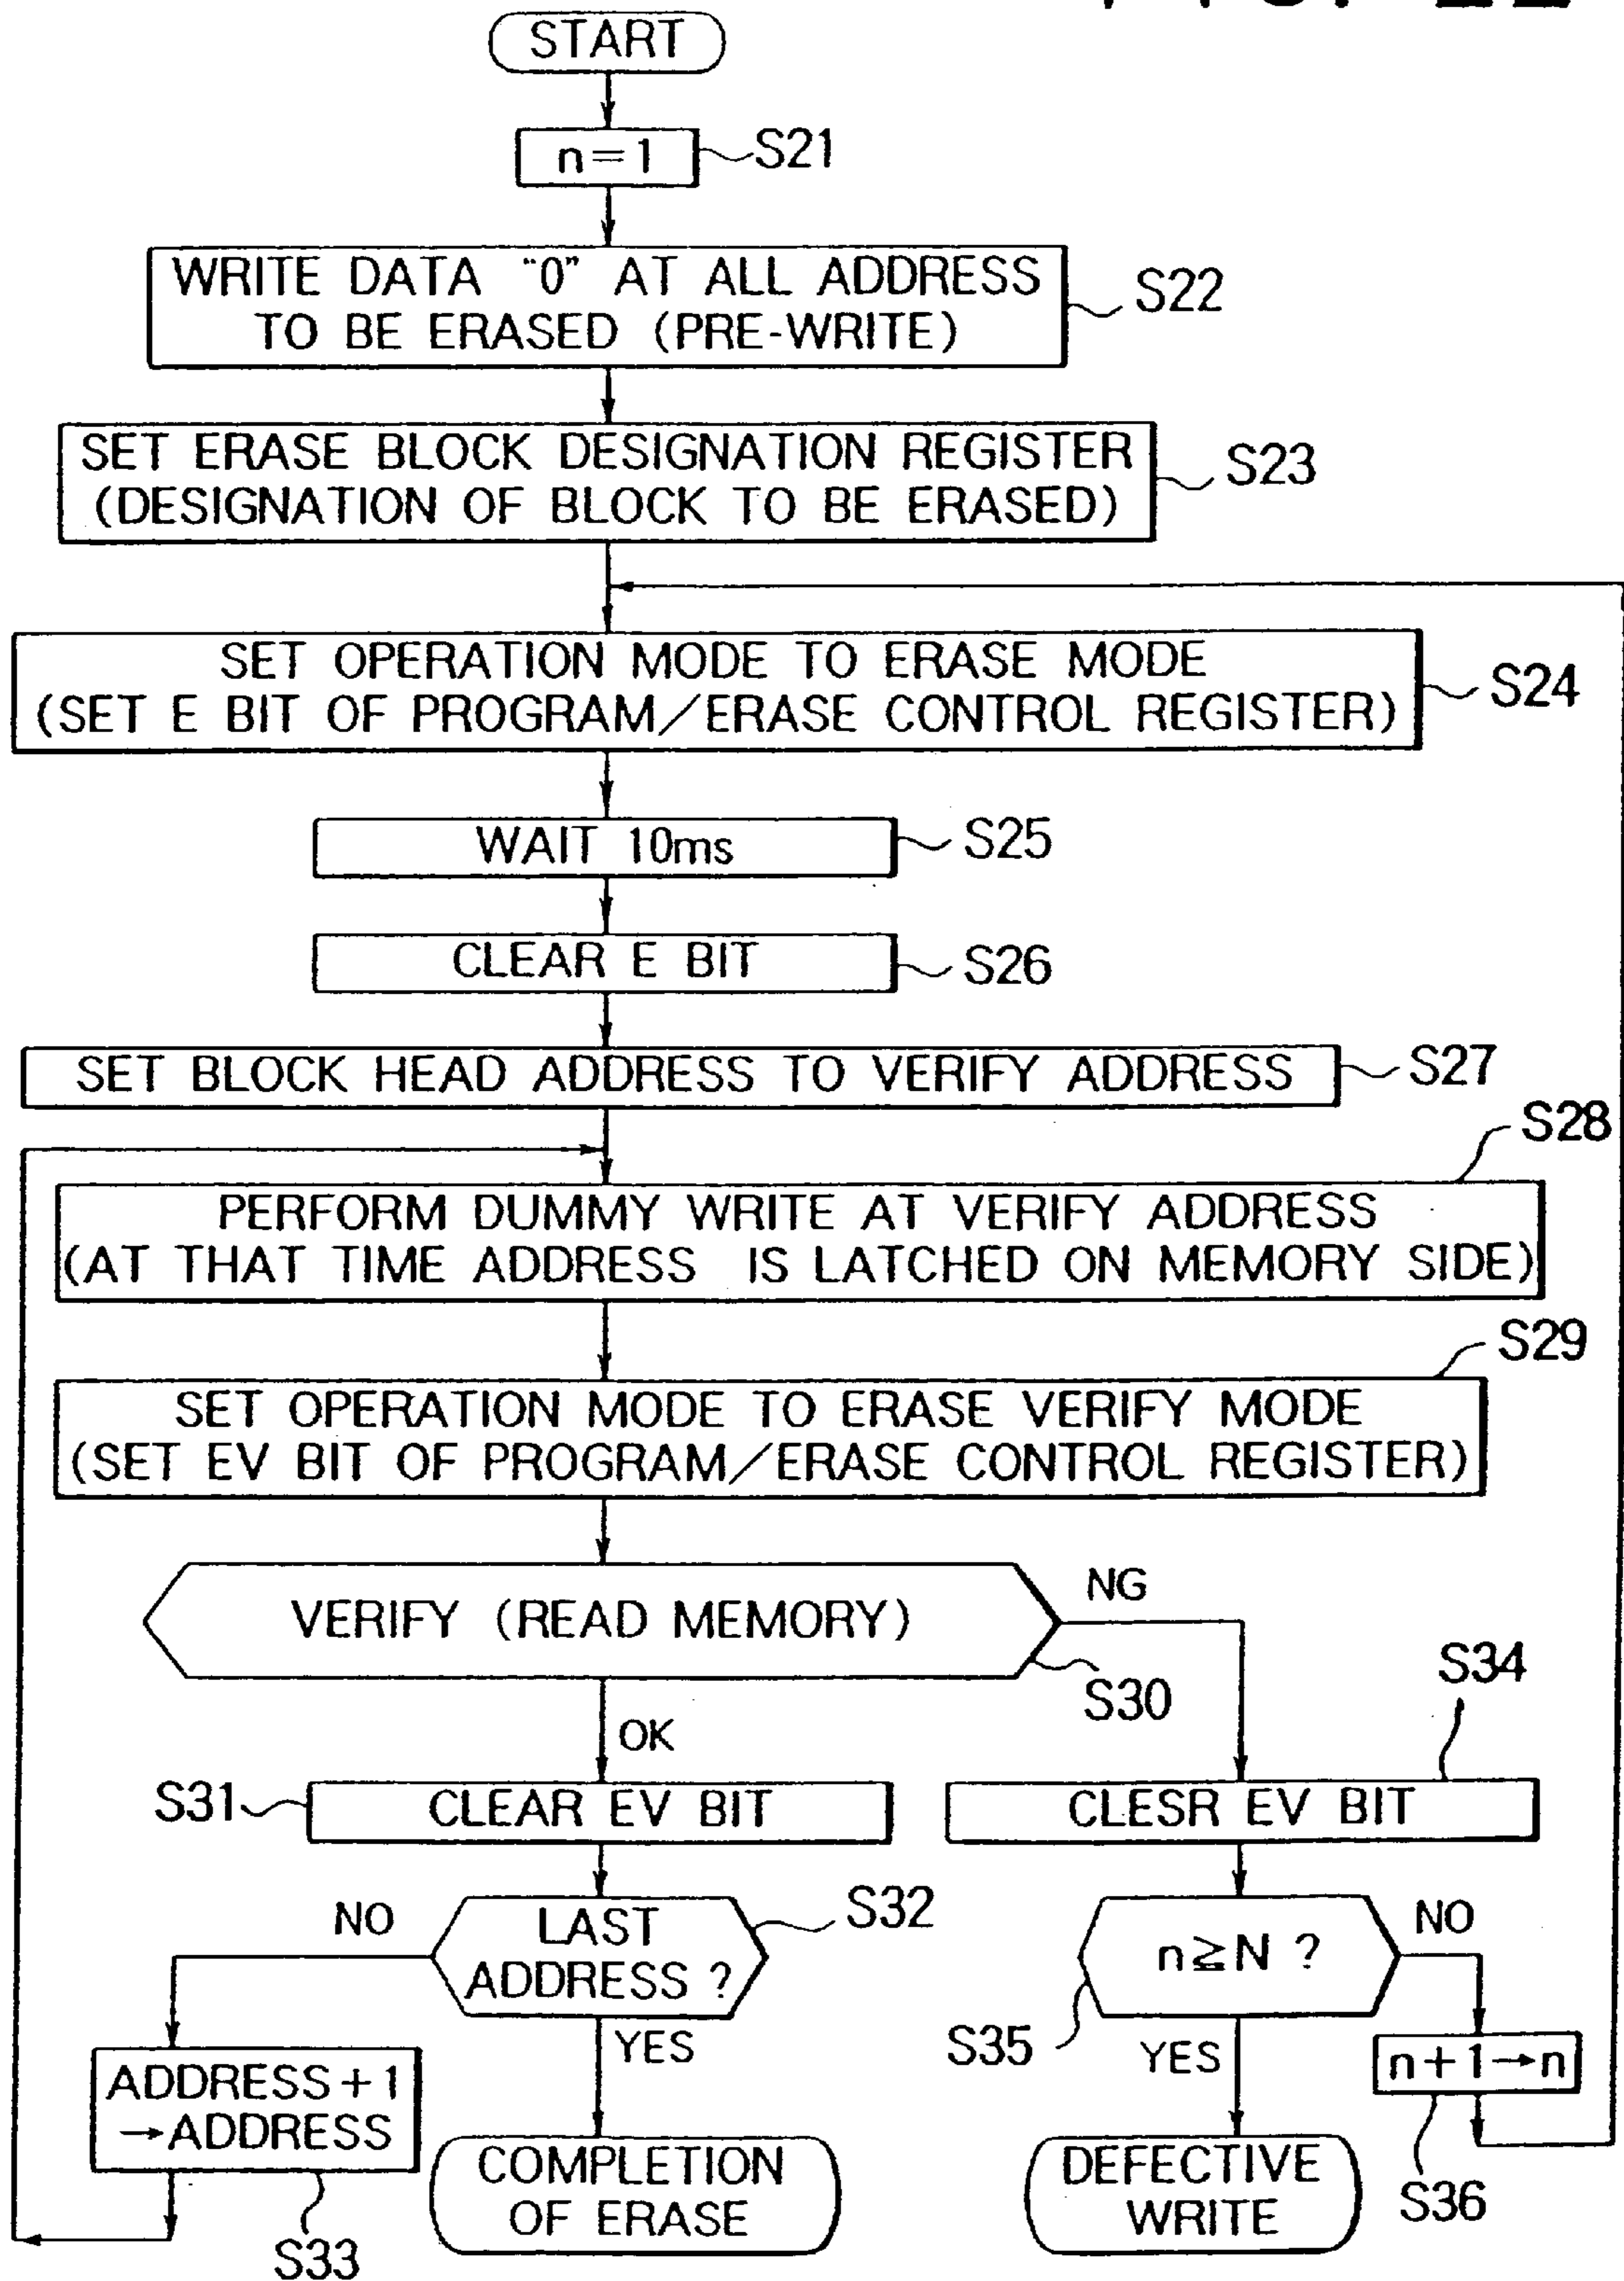 START
n=1
S21
WRITE DATA "0" AT ALL ADDRESS
TO BE ERASED (PRE-WRITE)
S22
SET ERASE BLOCK DESIGNATION REGISTER
(DESIGNATION OF BLOCK TO BE ERASED)
S23
SET OPERATION MODE TO ERASE MODE
(SET E BIT OF PROGRAM/ERASE CONTROL REGISTER)
S24
WAIT 10ms
S25
CLEAR E BIT
S26
SET BLOCK HEAD ADDRESS TO VERIFY ADDRESS
S27
S28
PERFORM DUMMY WRITE AT VERIFY ADDRESS
(AT THAT TIME ADDRESS IS LATCHED ON MEMORY SIDE)
S29
SET OPERATION MODE TO ERASE VERIFY MODE
(SET EV BIT OF PROGRAM/ERASE CONTROL REGISTER)
VERIFY (READ MEMORY)
NG
S30
OK
S34
S31
CLEAR EV BIT
CLESR EV BIT
NO
LAST
ADDRESS ?
S32
n≧N ?
NO
S35
YES
YES
ADDRESS+1
→ADDRESS
S33
n+1→n
S36
COMPLETION
OF ERASE
DEFECTIVE
WRITE